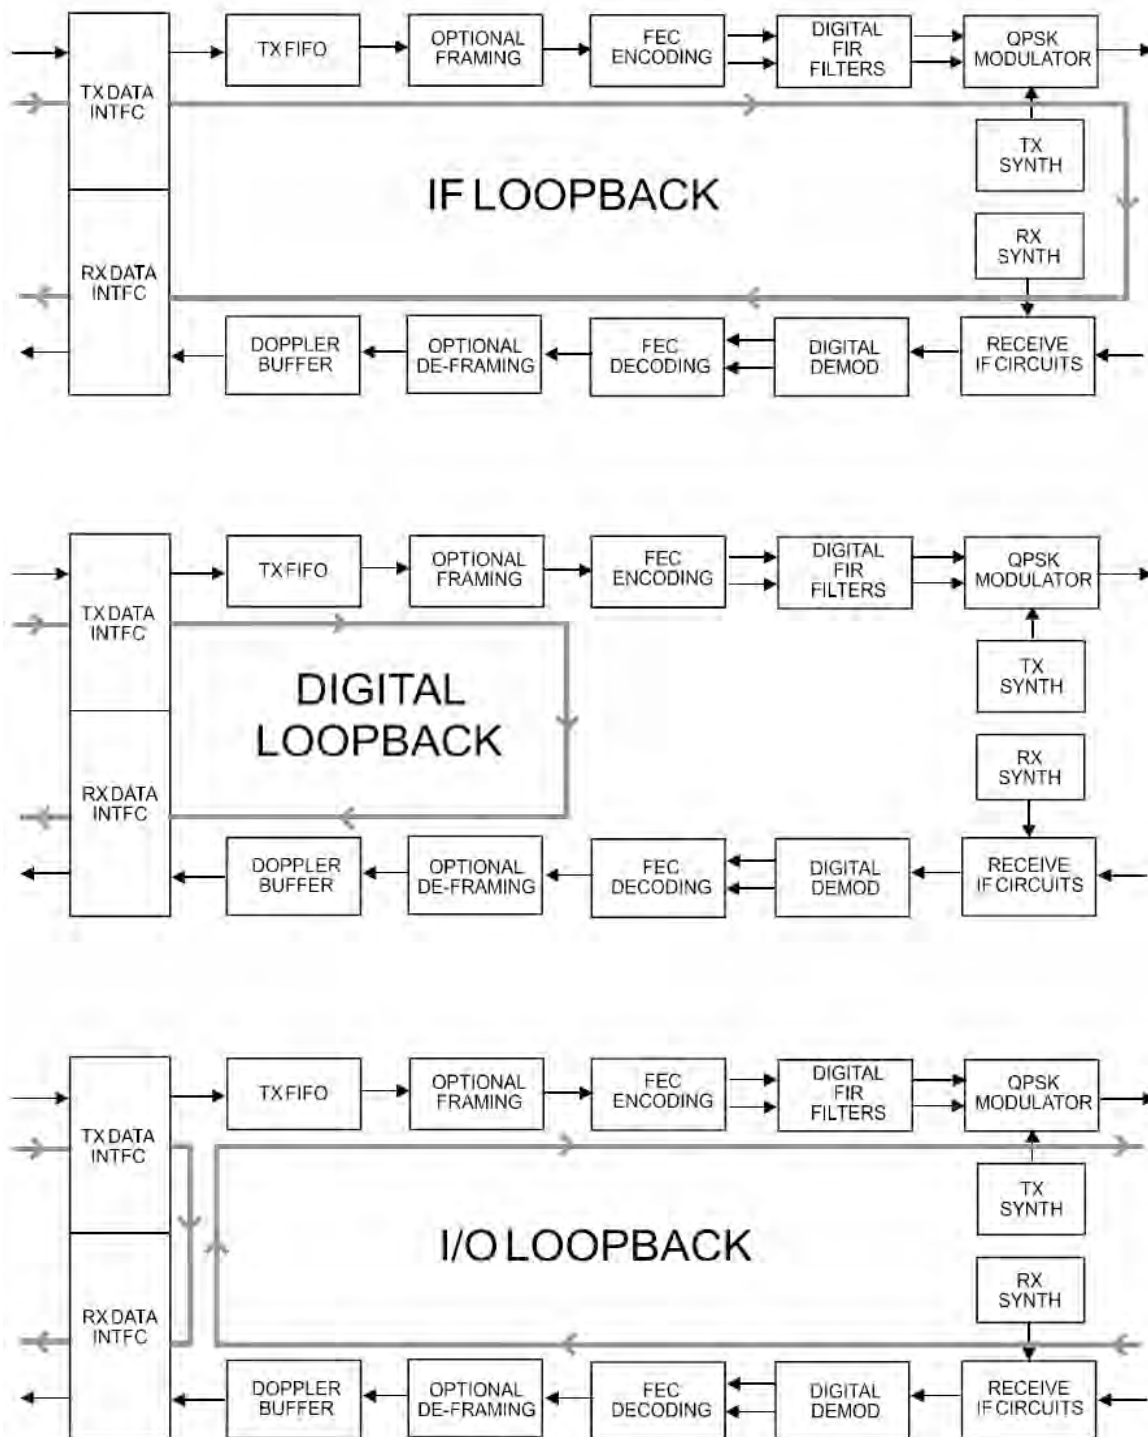 TX DATA
INTFC
TX FIFO
OPTIONAL
FRAMING
FEC
ENCODING
DIGITAL
FIR
FILTERS
QPSK
MODULATOR
TX
SYNTH
IF LOOPBACK
RX
SYNTH
RX DATA
INTFC
DOPPLER
BUFFER
OPTIONAL
DE-FRAMING
FEC
DECODING
DIGITAL
DEMOD
RECEIVE
IF CIRCUITS
TX DATA
INTFC
TX FIFO
OPTIONAL
FRAMING
FEC
ENCODING
DIGITAL
FIR
FILTERS
QPSK
MODULATOR
TX
SYNTH
DIGITAL
LOOPBACK
RX
SYNTH
RX DATA
INTFC
DOPPLER
BUFFER
OPTIONAL
DE-FRAMING
FEC
DECODING
DIGITAL
DEMOD
RECEIVE
IF CIRCUITS
TX DATA
INTFC
TX FIFO
OPTIONAL
FRAMING
FEC
ENCODING
DIGITAL
FIR
FILTERS
QPSK
MODULATOR
TX
SYNTH
I/O LOOPBACK
RX
SYNTH
RX DATA
INTFC
DOPPLER
BUFFER
OPTIONAL
DE-FRAMING
FEC
DECODING
DIGITAL
DEMOD
RECEIVE
IF CIRCUITS